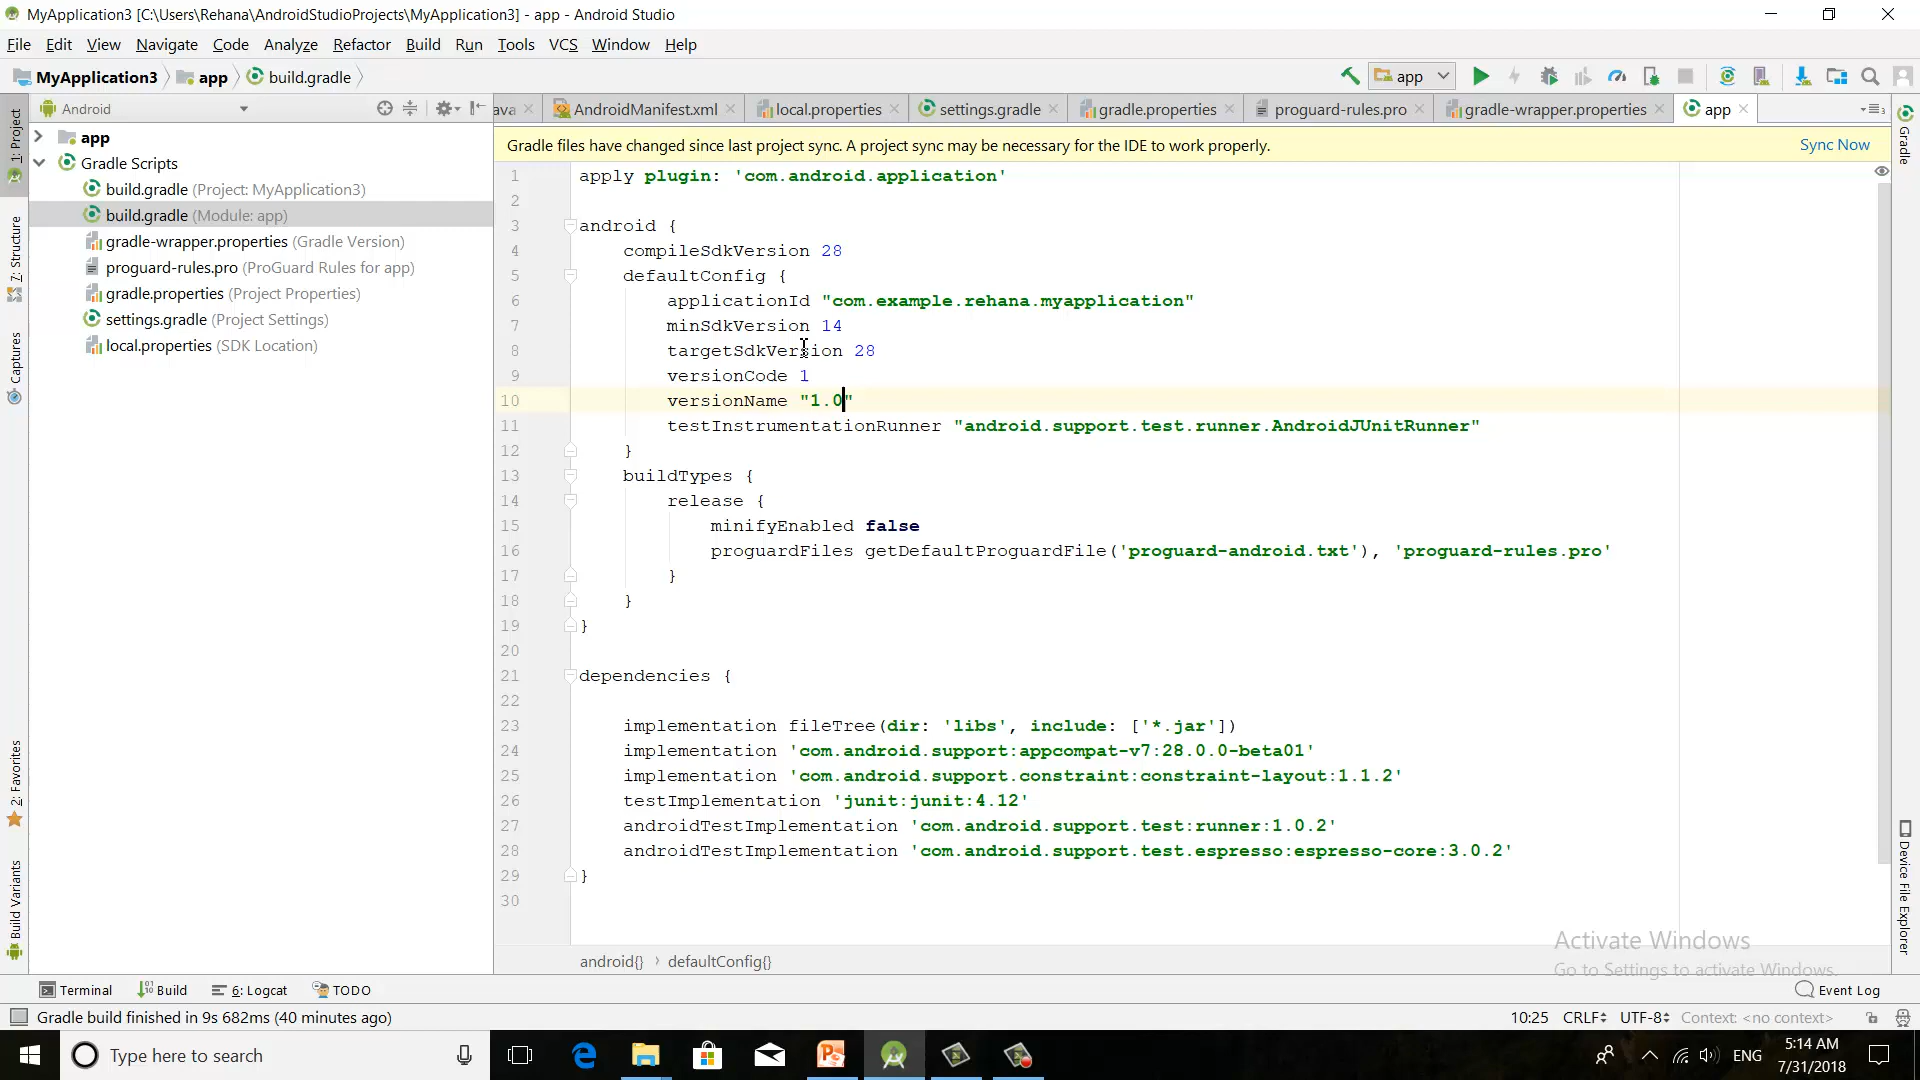 MyApplication3 [C:\Users\Rehana\AndroidStudioProjects\MyApplication3] - app - Android Studio
File Edit View Navigate Code Analyze Refactor Build Run Tools VCS Window Help
MyApplication3 app build.gradle app
1: Project
7: Structure
Captures
2: Favorites
Build Variants
Android
app
Gradle Scripts
build.gradle (Project: MyApplication3)
build.gradle (Module: app)
gradle-wrapper.properties (Gradle Version)
proguard-rules.pro (ProGuard Rules for app)
gradle.properties (Project Properties)
settings.gradle (Project Settings)
local.properties (SDK Location)
ava AndroidManifest.xml local.properties settings.gradle gradle.properties proguard-rules.pro gradle-wrapper.properties app
Gradle files have changed since last project sync. A project sync may be necessary for the IDE to work properly. Sync Now
1 apply plugin: 'com.android.application'
2
3 android {
4 compileSdkVersion 28
5 defaultConfig {
6 applicationId "com.example.rehana.myapplication"
7 minSdkVersion 14
8 targetSdkVersion 28
9 versionCode 1
10 versionName "1.0"
11 testInstrumentationRunner "android.support.test.runner.AndroidJUnitRunner"
12 }
13 buildTypes {
14 release {
15 minifyEnabled false
16 proguardFiles getDefaultProguardFile('proguard-android.txt'), 'proguard-rules.pro'
17 }
18 }
19 }
20
21 dependencies {
22
23 implementation fileTree(dir: 'libs', include: ['*.jar'])
24 implementation 'com.android.support:appcompat-v7:28.0.0-beta01'
25 implementation 'com.android.support.constraint:constraint-layout:1.1.2'
26 testImplementation 'junit:junit:4.12'
27 androidTestImplementation 'com.android.support.test:runner:1.0.2'
28 androidTestImplementation 'com.android.support.test.espresso:espresso-core:3.0.2'
29 }
30
android{} › defaultConfig{}
Gradle
Device File Explorer
Activate Windows
Go to Settings to activate Windows.
Terminal Build 6: Logcat TODO Event Log
Gradle build finished in 9s 682ms (40 minutes ago) 10:25 CRLF UTF-8 Context: <no context>
Type here to search ENG 5:14 AM
7/31/2018